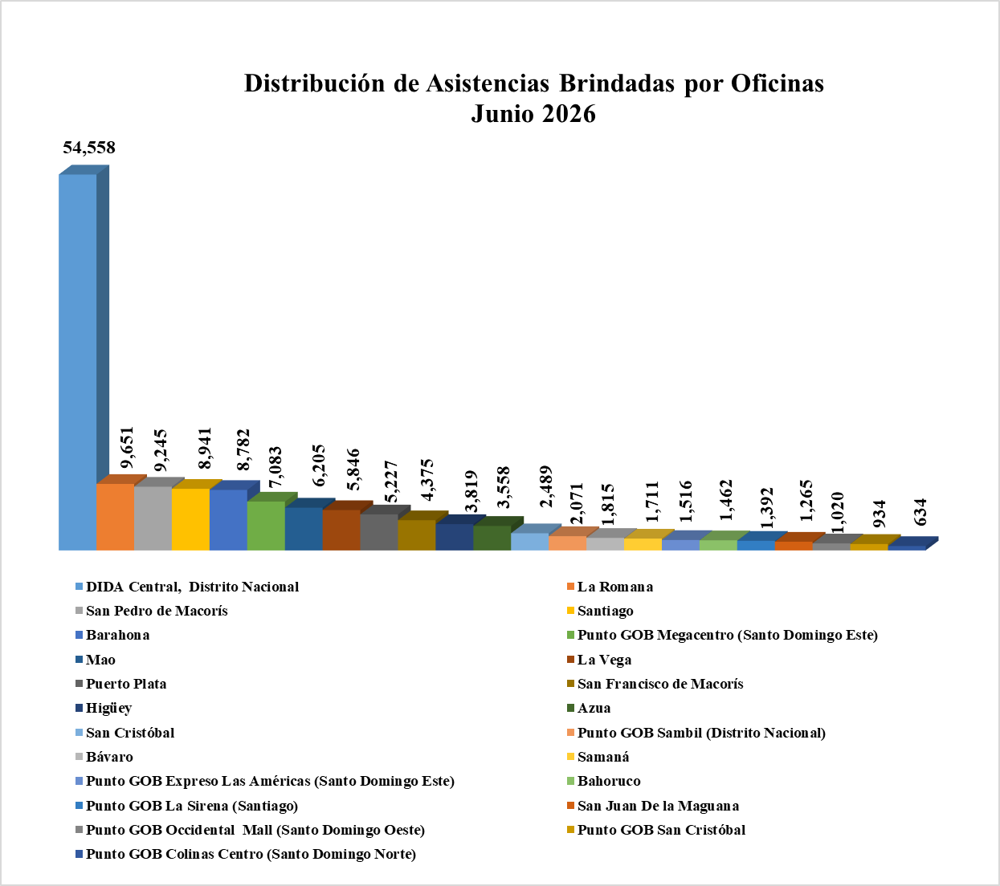 Distribución de Asistencias Brindadas por Oficinas
Junio 2026
54,558
9,651
9,245
8,941
8,782
7,083
6,205
5,846
5,227
4,375
3,819
3,558
2,489
2,071
1,815
1,711
1,516
1,462
1,392
1,265
1,020
934
634
DIDA Central,  Distrito Nacional
La Romana
San Pedro de Macorís
Santiago
Barahona
Punto GOB Megacentro (Santo Domingo Este)
Mao
La Vega
Puerto Plata
San Francisco de Macorís
Higüey
Azua
San Cristóbal
Punto GOB Sambil (Distrito Nacional)
Bávaro
Samaná
Punto GOB Expreso Las Américas (Santo Domingo Este)
Bahoruco
Punto GOB La Sirena (Santiago)
San Juan De la Maguana
Punto GOB Occidental  Mall (Santo Domingo Oeste)
Punto GOB San Cristóbal
Punto GOB Colinas Centro (Santo Domingo Norte)